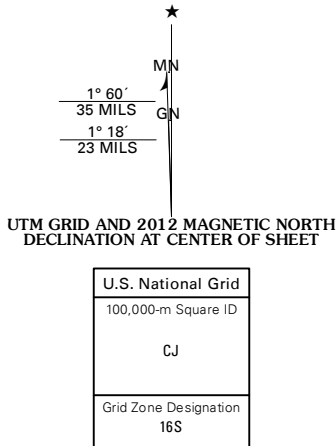 ★
MN
1° 60´
35 MILS
GN
1° 18´
23 MILS
UTM GRID AND 2012 MAGNETIC NORTH
DECLINATION AT CENTER OF SHEET
U.S. National Grid
100,000-m Square ID
CJ
Grid Zone Designation
16S